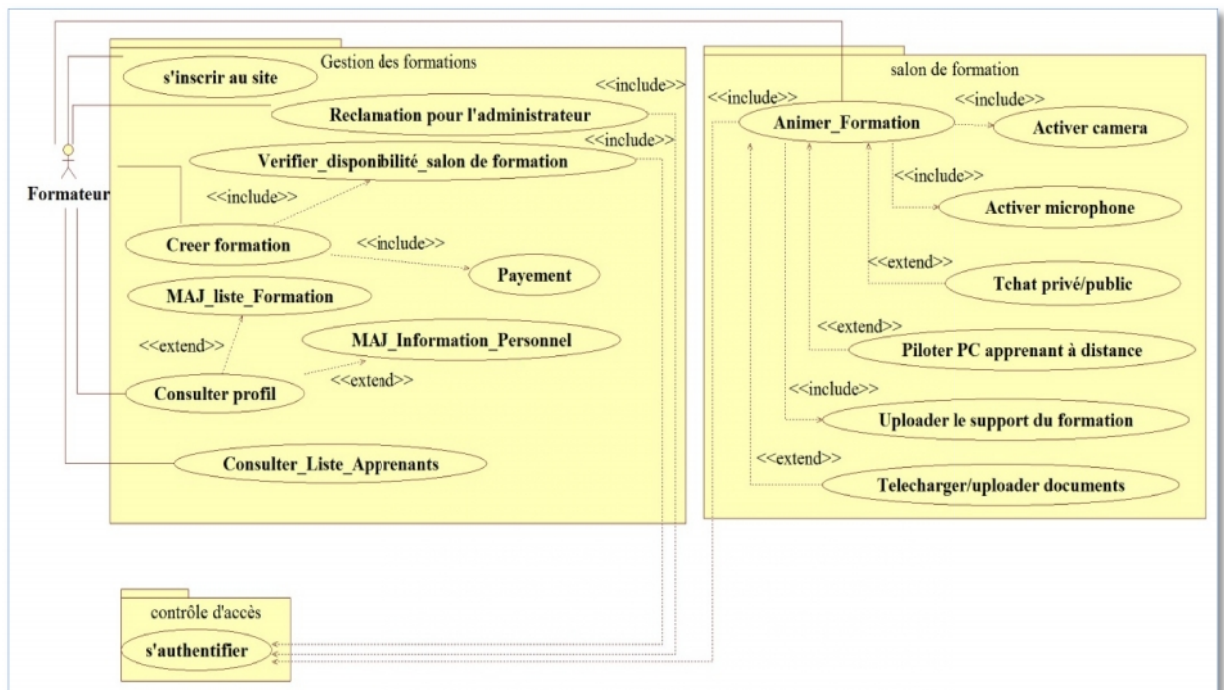 Gestion des formations
s'inscrir au site
<<include>>
Reclamation pour l'administrateur
<<include>>
Verifier_disponibilité_salon de formation
<<include>>
Formateur
Creer formation
<<include>>
Payement
MAJ_liste_Formation
<<extend>>
MAJ_Information_Personnel
<<extend>>
Consulter profil
Consulter_Liste_Apprenants
salon de formation
<<include>>
<<include>>
Animer_Formation
Activer camera
<<include>>
Activer microphone
<<extend>>
Tchat privé/public
<<extend>>
Piloter PC apprenant à distance
<<include>>
Uploader le support du formation
<<extend>>
Telecharger/uploader documents
contrôle d'accès
s'authentifier